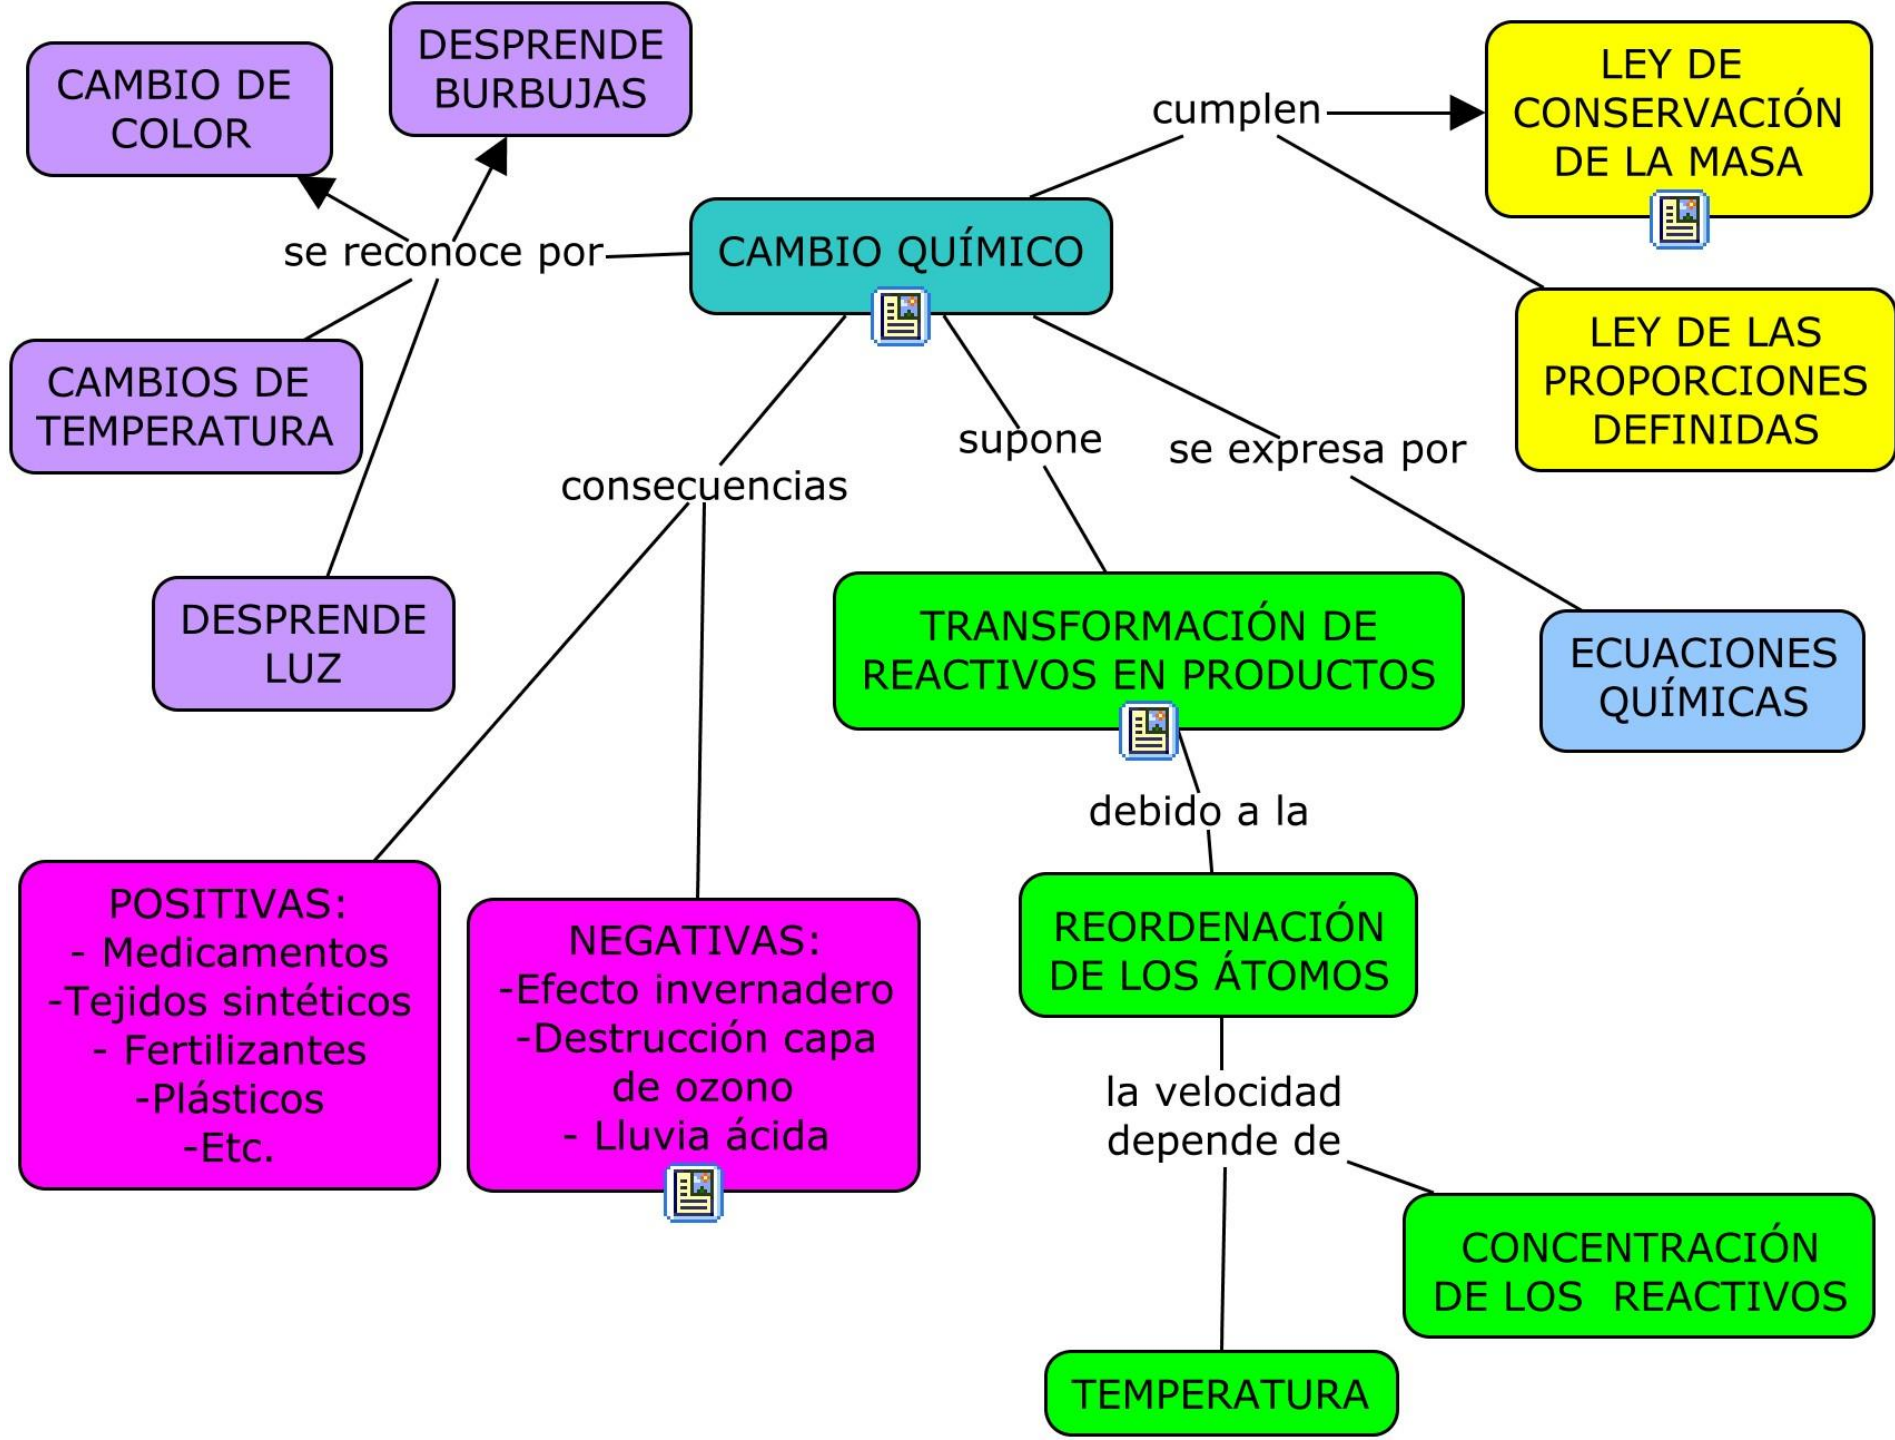 DESPRENDE
BURBUJAS
CAMBIO DE
COLOR
LEY DE
CONSERVACIÓN
DE LA MASA
cumplen
se reconoce por
CAMBIO QUÍMICO
LEY DE LAS
PROPORCIONES
DEFINIDAS
CAMBIOS DE
TEMPERATURA
consecuencias
supone
se expresa por
DESPRENDE
LUZ
TRANSFORMACIÓN DE
REACTIVOS EN PRODUCTOS
ECUACIONES
QUÍMICAS
debido a la
POSITIVAS:
- Medicamentos
-Tejidos sintéticos
- Fertilizantes
-Plásticos
-Etc.
NEGATIVAS:
-Efecto invernadero
-Destrucción capa
de ozono
- Lluvia ácida
REORDENACIÓN
DE LOS ÁTOMOS
la velocidad
depende de
CONCENTRACIÓN
DE LOS  REACTIVOS
TEMPERATURA